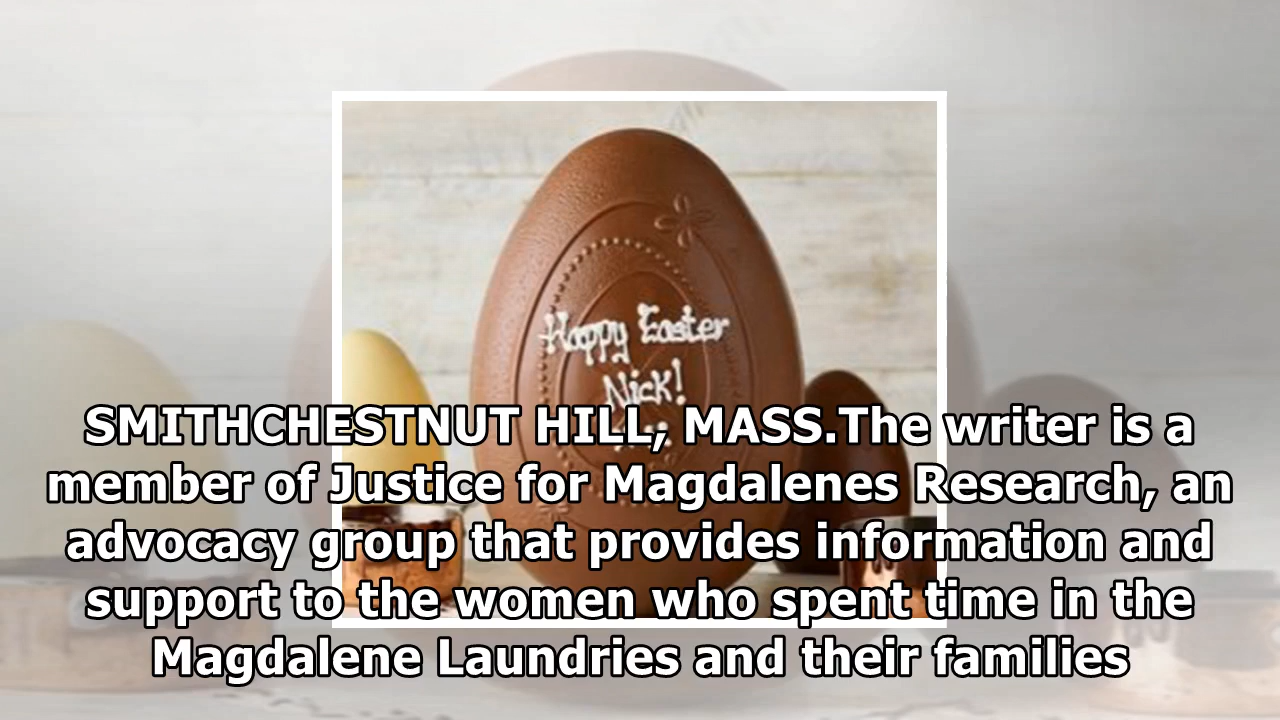 Happy Easter
Nick!
SMITHCHESTNUT HILL, MASS.The writer is a
member of Justice for Magdalenes Research, an
advocacy group that provides information and
support to the women who spent time in the
Magdalene Laundries and their families